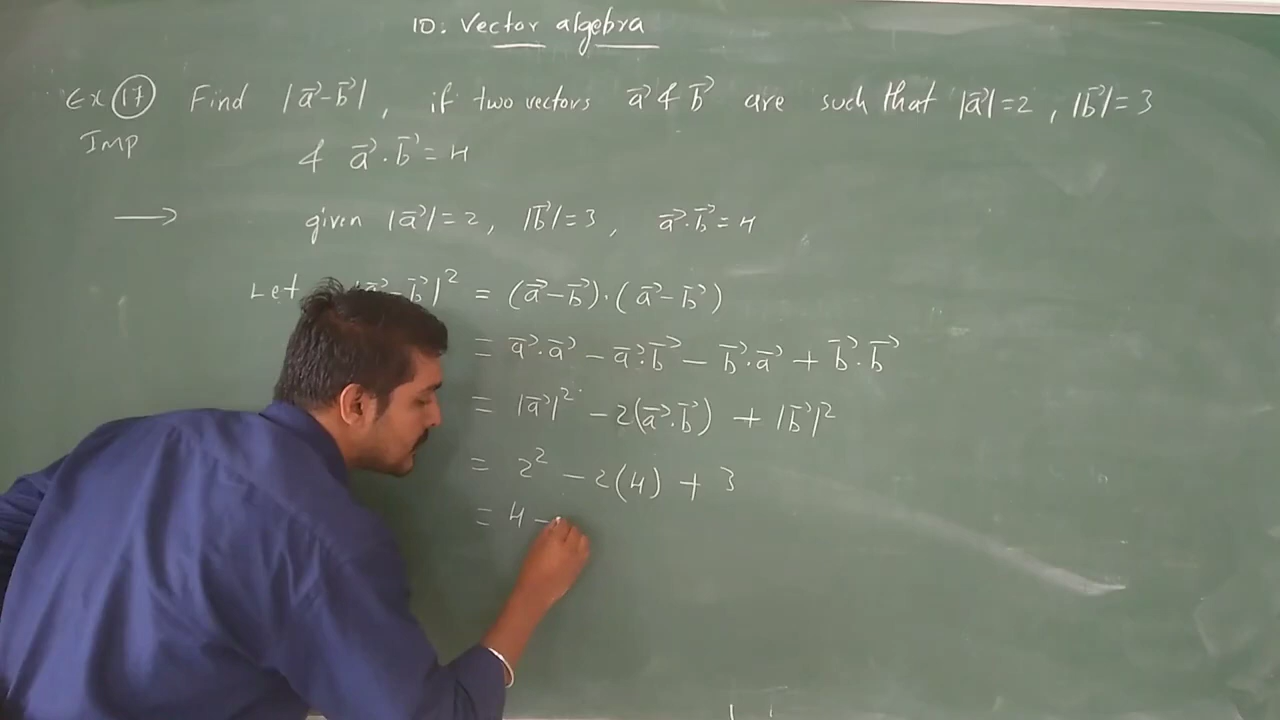 10. Vector algebra
Ex 17 Find |a⃗-b⃗|, if two vectors a⃗ & b⃗ are such that |a⃗|=2, |b⃗|=3
Imp & a⃗.b⃗=4
→ given |a⃗|=2, |b⃗|=3, a⃗.b⃗=4
Let |a⃗-b⃗|² = (a⃗-b⃗).(a⃗-b⃗)
= a⃗.a⃗ - a⃗.b⃗ - b⃗.a⃗ + b⃗.b⃗
= |a⃗|² - 2(a⃗.b⃗) + |b⃗|²
= 2² - 2(4) + 3
= 4 -